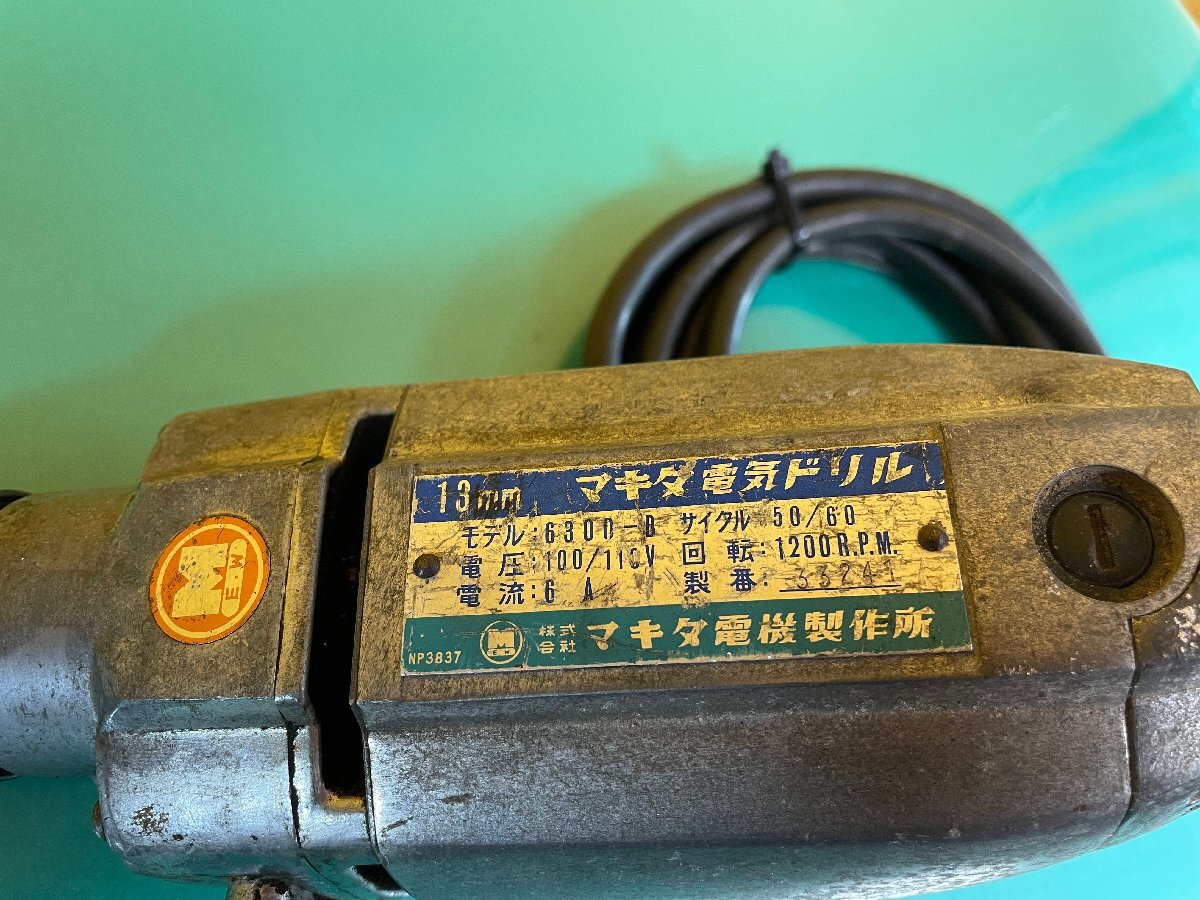 13mm マキタ電気ドリル
モデル:6300-B サイクル 50/60
電圧:100/110V 回転:1200R.P.M.
電流:6 A 製番: 33241
NP3837 M 株式会社 マキタ電機製作所
M E.W